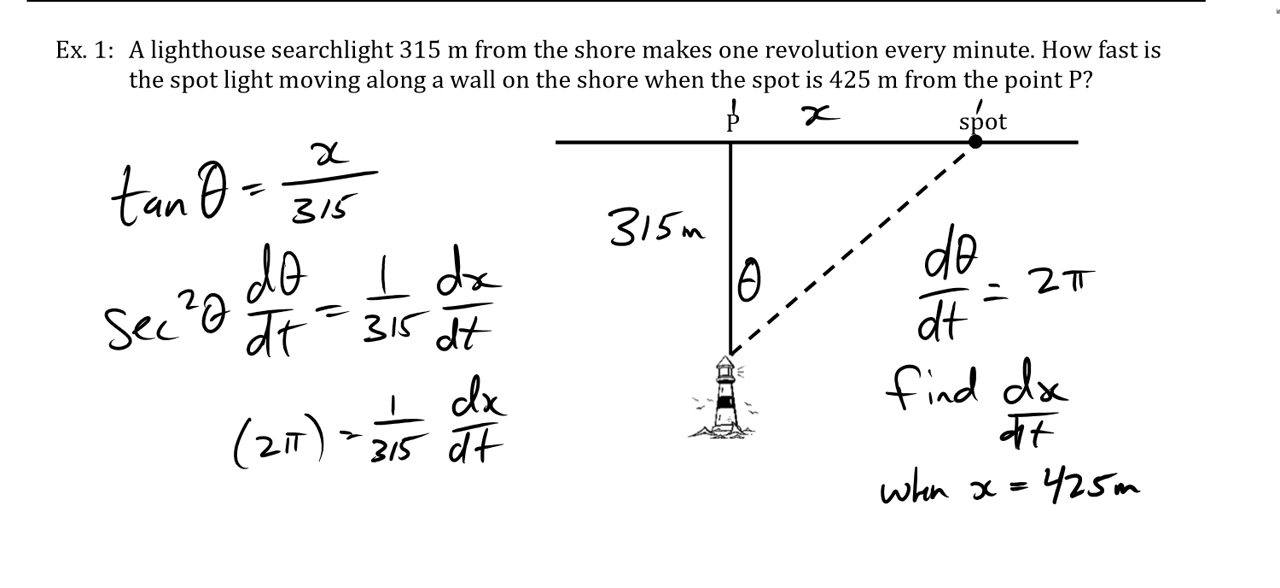 Ex. 1: A lighthouse searchlight 315 m from the shore makes one revolution every minute. How fast is
the spot light moving along a wall on the shore when the spot is 425 m from the point P?
P x spot
tan θ = x/315
315 m
θ
sec²θ dθ/dt = 1/315 dx/dt
dθ/dt = 2π
(2π) = 1/315 dx/dt
find dx/dt
when x = 425 m